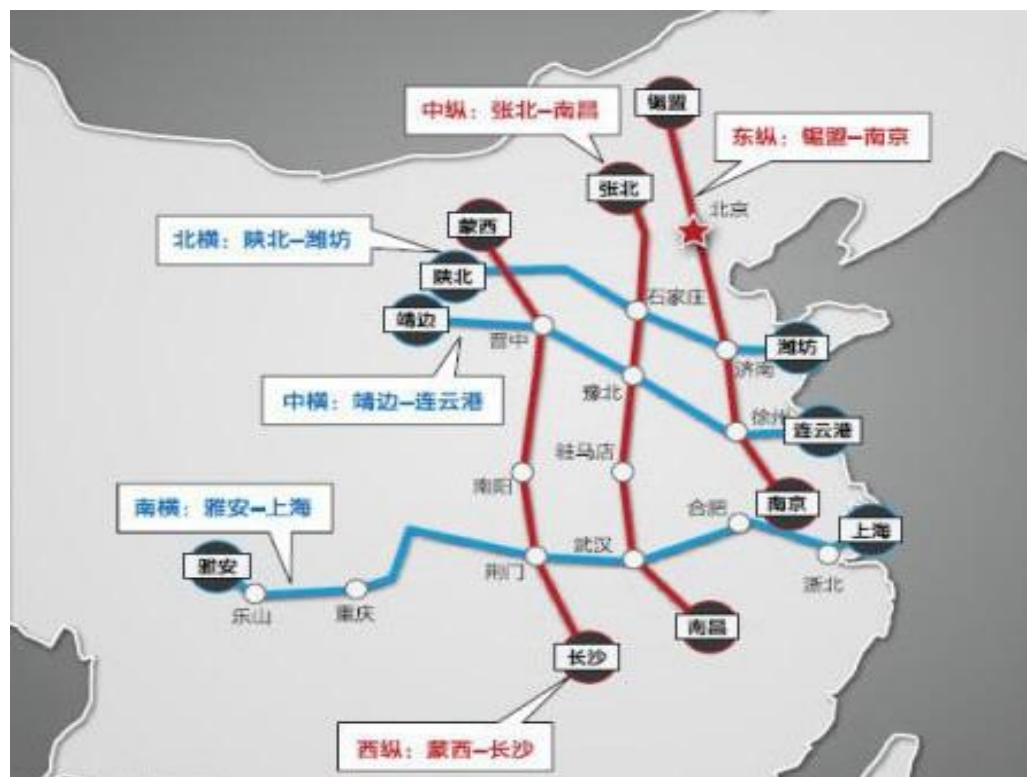 锡盟
中纵：张北—南昌
东纵：锡盟—南京
张北
北京
蒙西
北横：陕北—潍坊
陕北
石家庄
靖边
晋中
潍坊
济南
豫北
中横：靖边—连云港
徐州
连云港
驻马店
南阳
南横：雅安—上海
南京
合肥
上海
武汉
雅安
荆门
浙北
乐山
重庆
南昌
长沙
西纵：蒙西—长沙